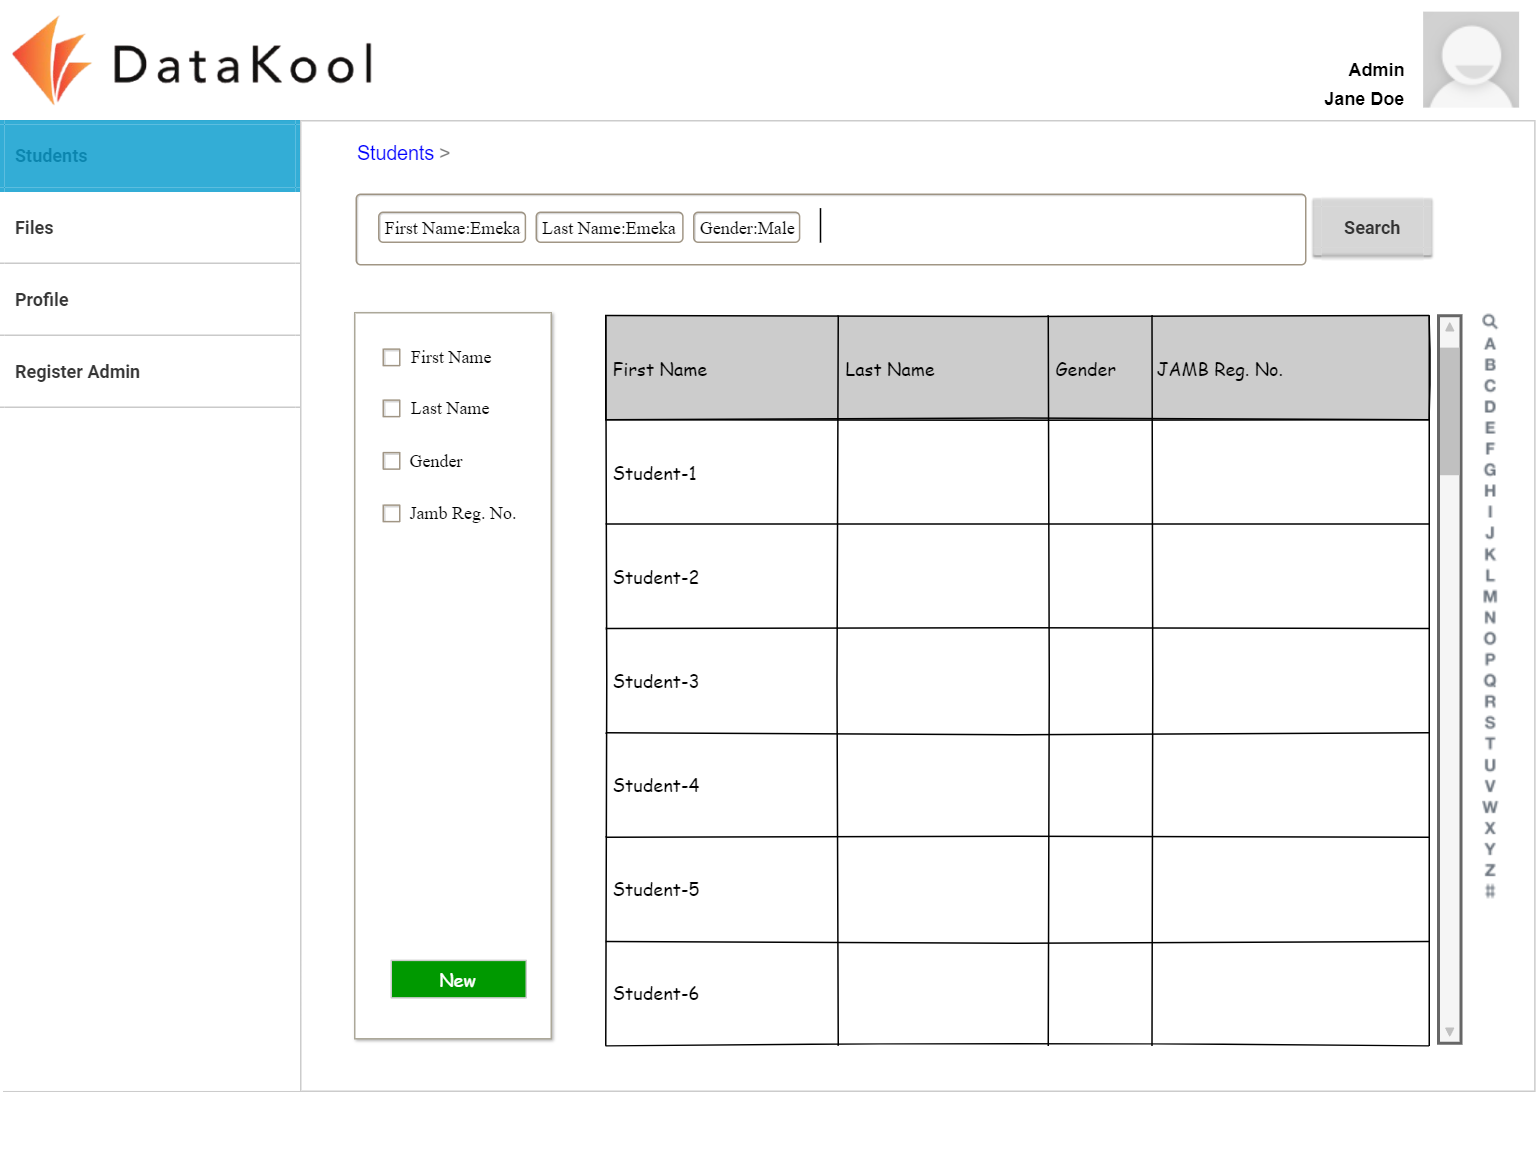 DataKool
Admin
Jane Doe
Students
Files
Profile
Register Admin
Students >
First Name:Emeka Last Name:Emeka Gender:Male
Search
First Name
Last Name
Gender
Jamb Reg. No.
New
First Name Last Name Gender JAMB Reg. No.
Student-1
Student-2
Student-3
Student-4
Student-5
Student-6
A
B
C
D
E
F
G
H
I
J
K
L
M
N
O
P
Q
R
S
T
U
V
W
X
Y
Z
#